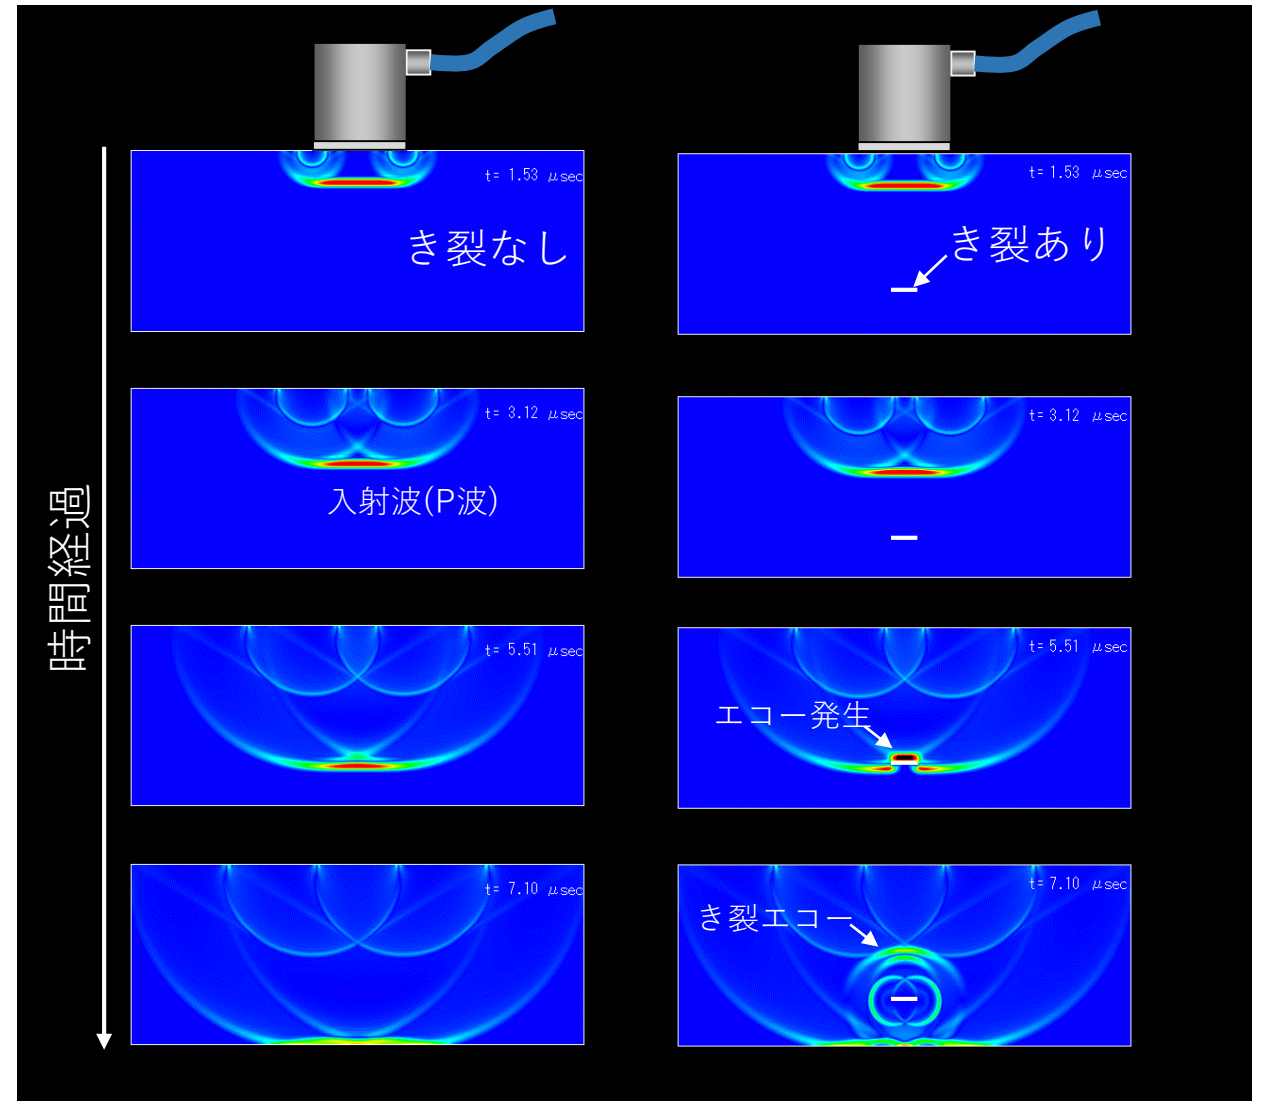 t= 1.53 μsec
き裂なし
t= 1.53 μsec
き裂あり
t= 3.12 μsec
入射波(P波)
t= 3.12 μsec
時間経過
t= 5.51 μsec
t= 5.51 μsec
エコー発生
t= 7.10 μsec
t= 7.10 μsec
き裂エコー